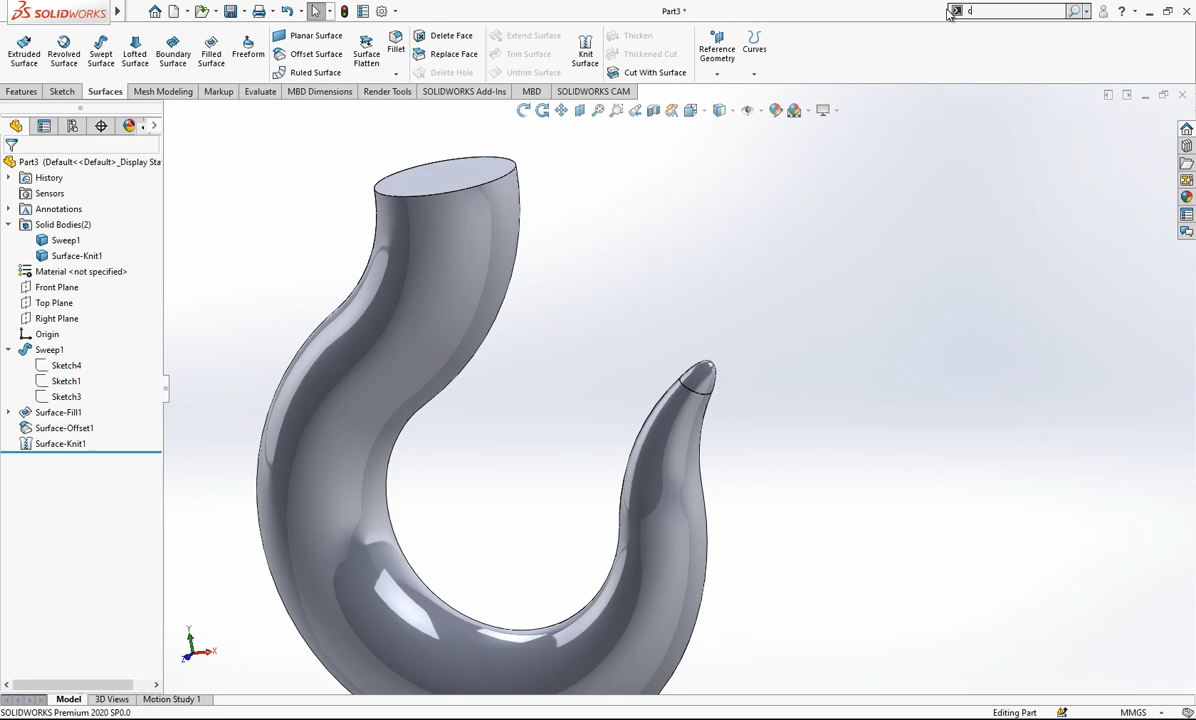 SOLIDWORKS
Part3 *
c
Extruded Surface
Revolved Surface
Swept Surface
Lofted Surface
Boundary Surface
Filled Surface
Freeform
Planar Surface
Offset Surface
Ruled Surface
Surface Flatten
Fillet
Delete Face
Replace Face
Delete Hole
Extend Surface
Trim Surface
Untrim Surface
Knit Surface
Thicken
Thickened Cut
Cut With Surface
Reference Geometry
Curves
Features
Sketch
Surfaces
Mesh Modeling
Markup
Evaluate
MBD Dimensions
Render Tools
SOLIDWORKS Add-Ins
MBD
SOLIDWORKS CAM
Part3 (Default<<Default>_Display Sta
History
Sensors
Annotations
Solid Bodies(2)
Sweep1
Surface-Knit1
Material <not specified>
Front Plane
Top Plane
Right Plane
Origin
Sweep1
Sketch4
Sketch1
Sketch3
Surface-Fill1
Surface-Offset1
Surface-Knit1
Y
X
Z
Model
3D Views
Motion Study 1
SOLIDWORKS Premium 2020 SP0.0
Editing Part
MMGS